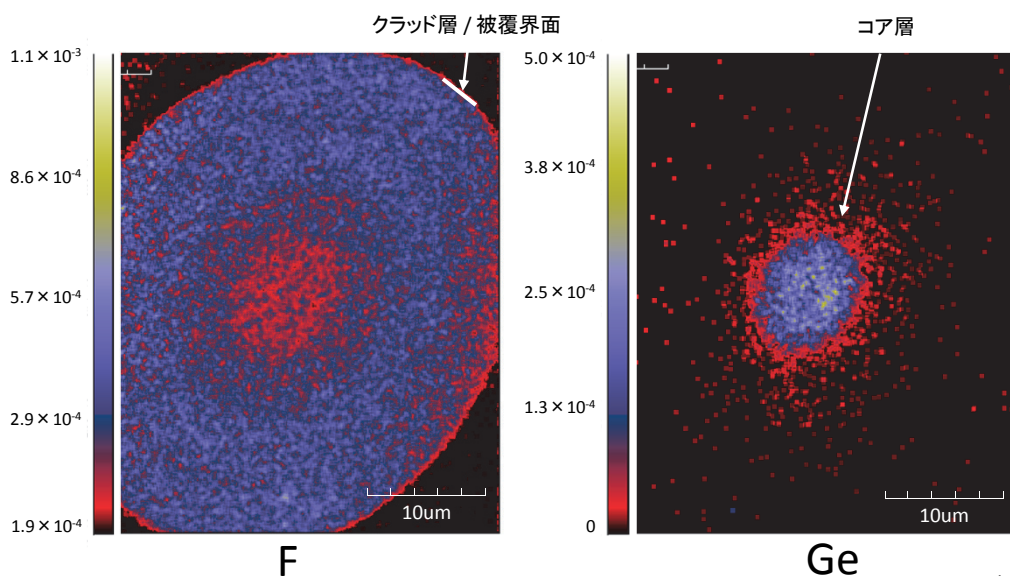 クラッド層 / 被覆界面
コア層
1.1 × 10⁻³
8.6 × 10⁻⁴
5.7 × 10⁻⁴
2.9 × 10⁻⁴
1.9 × 10⁻⁴
10um
F
5.0 × 10⁻⁴
3.8 × 10⁻⁴
2.5 × 10⁻⁴
1.3 × 10⁻⁴
0
10um
Ge